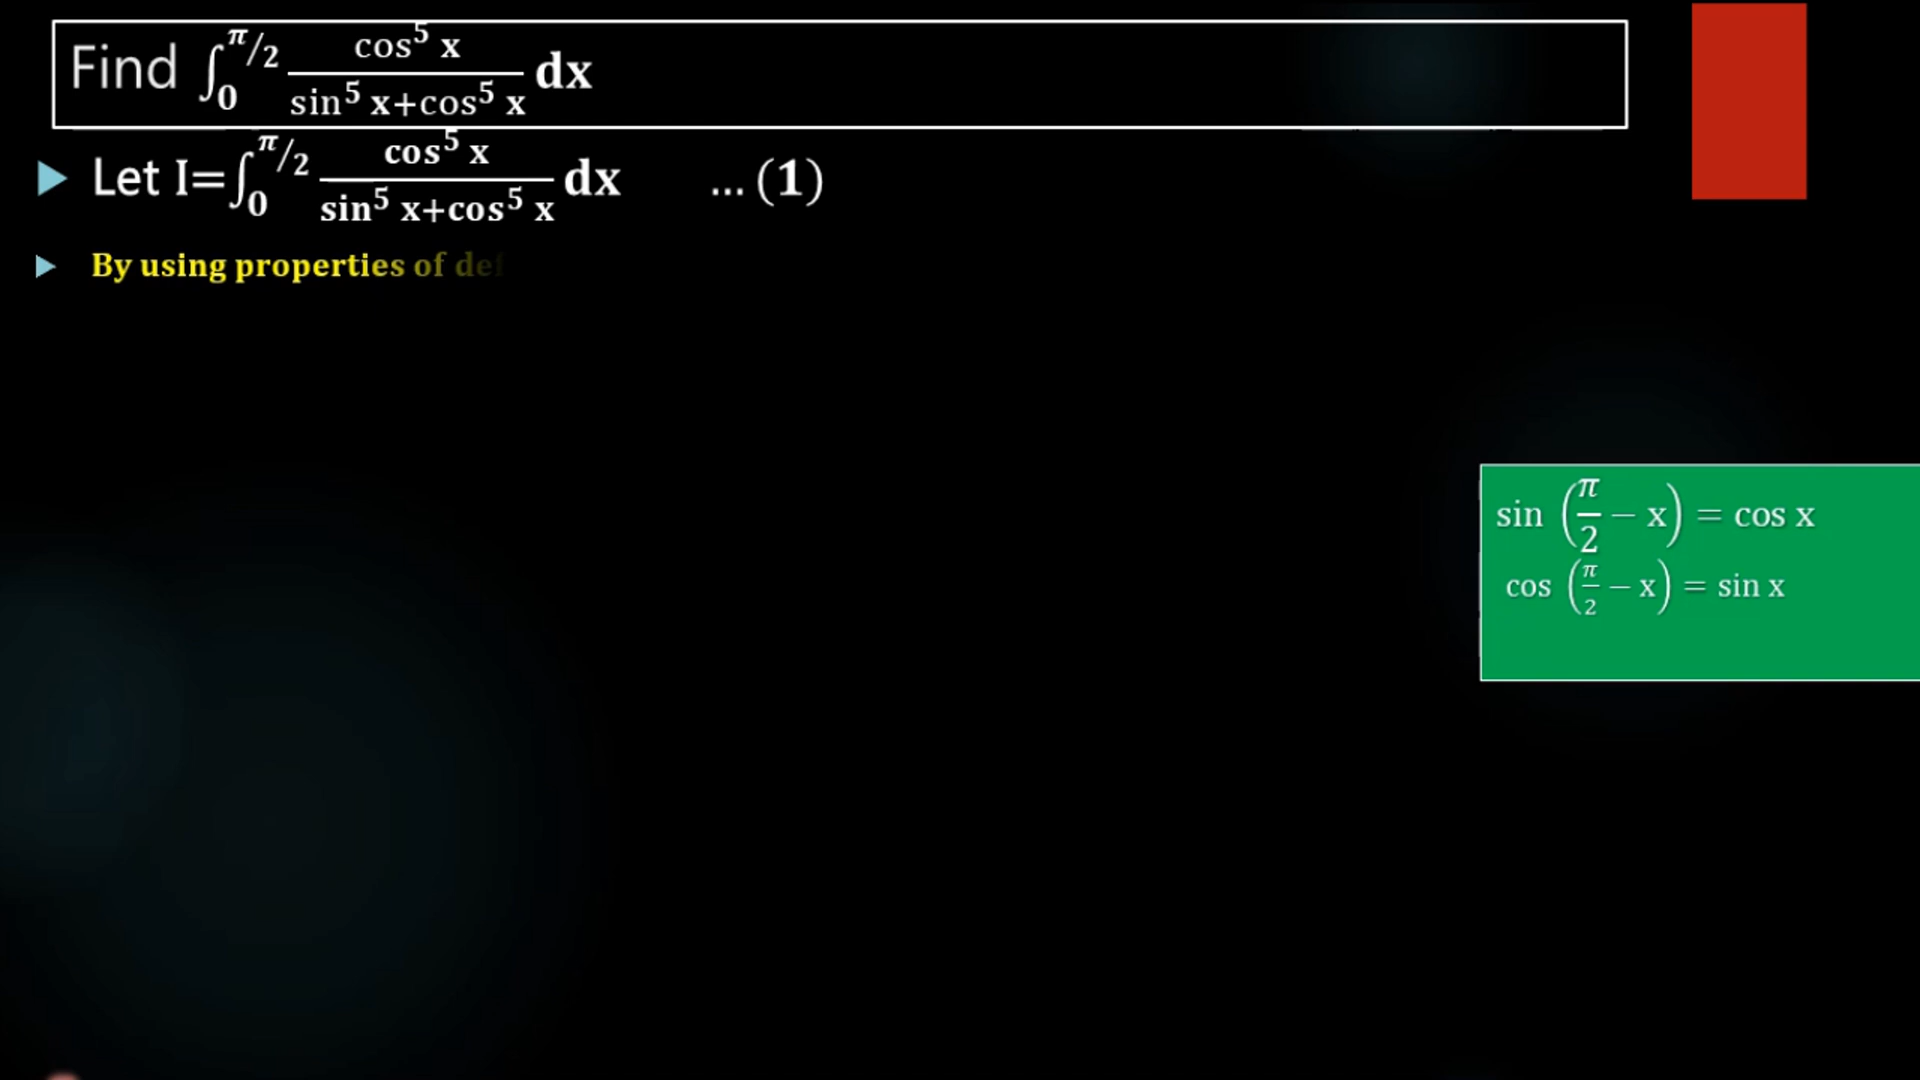 Find ∫₀^π/2 cos⁵ x / sin⁵ x+cos⁵ x dx
Let I=∫₀^π/2 cos⁵ x / sin⁵ x+cos⁵ x dx ... (1)
By using properties of def
sin (π/2 − x) = cos x
cos (π/2 − x) = sin x